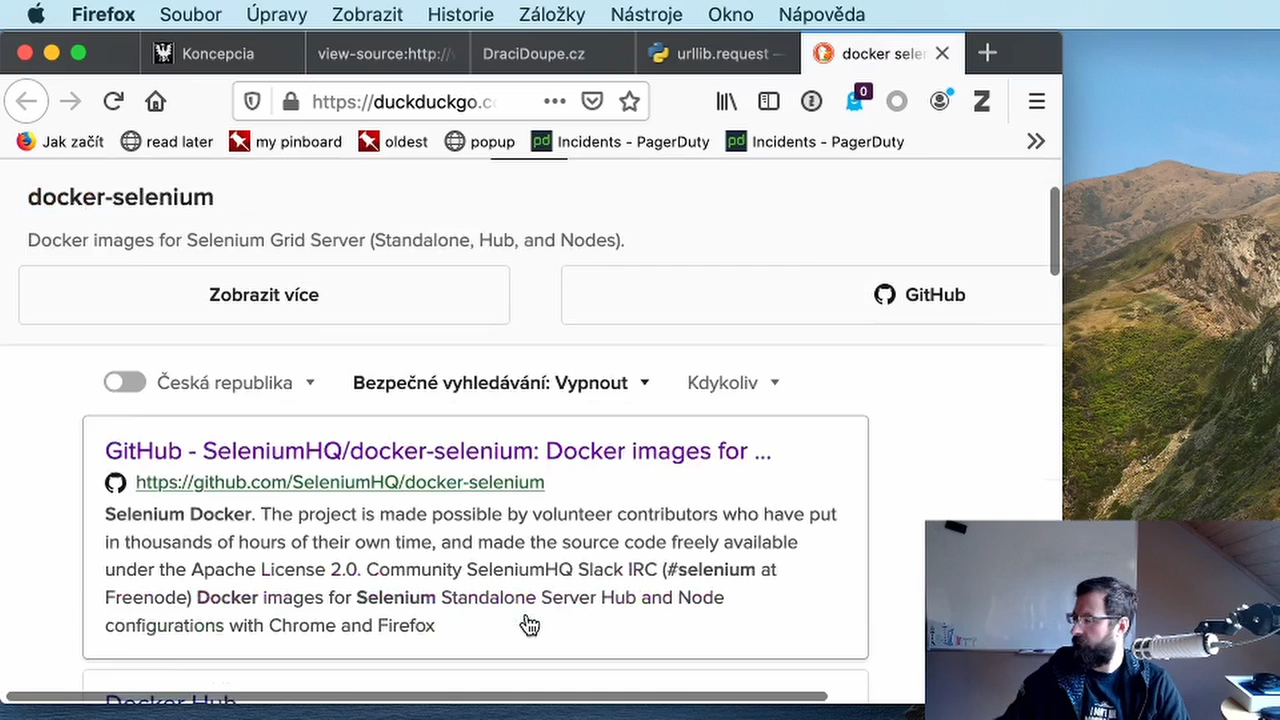 Firefox Soubor Úpravy Zobrazit Historie Záložky Nástroje Okno Nápověda
Koncepcia view-source:http:// DraciDoupe.cz urllib.request — docker sele
https://duckduckgo.c 0 Z
Jak začít read later my pinboard oldest popup pd Incidents - PagerDuty pd Incidents - PagerDuty
docker-selenium
Docker images for Selenium Grid Server (Standalone, Hub, and Nodes).
Zobrazit více GitHub
Česká republika Bezpečné vyhledávání: Vypnout Kdykoliv
GitHub - SeleniumHQ/docker-selenium: Docker images for ...
https://github.com/SeleniumHQ/docker-selenium
Selenium Docker. The project is made possible by volunteer contributors who have put
in thousands of hours of their own time, and made the source code freely available
under the Apache License 2.0. Community SeleniumHQ Slack IRC (#selenium at
Freenode) Docker images for Selenium Standalone Server Hub and Node
configurations with Chrome and Firefox
Docker Hub